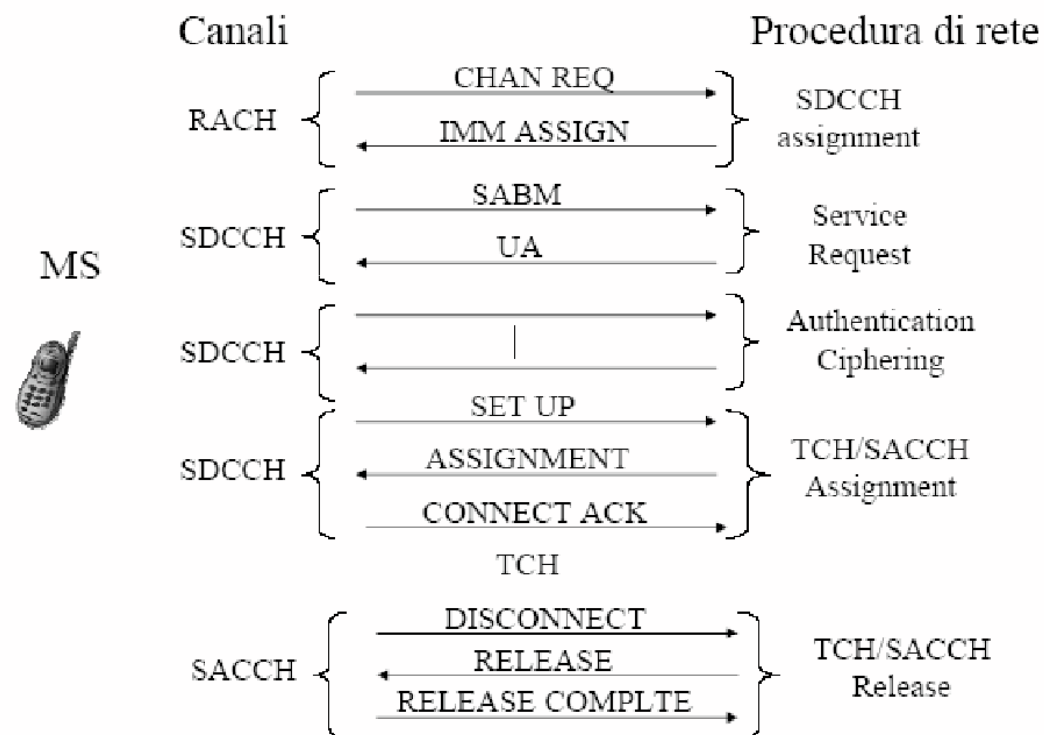 Canali
Procedura di rete
CHAN REQ
RACH
IMM ASSIGN
SDCCH
assignment
SABM
SDCCH
UA
Service
Request
MS
SDCCH
Authentication
Ciphering
SET UP
SDCCH
ASSIGNMENT
TCH/SACCH
Assignment
CONNECT ACK
TCH
DISCONNECT
SACCH
RELEASE
TCH/SACCH
Release
RELEASE COMPLTE